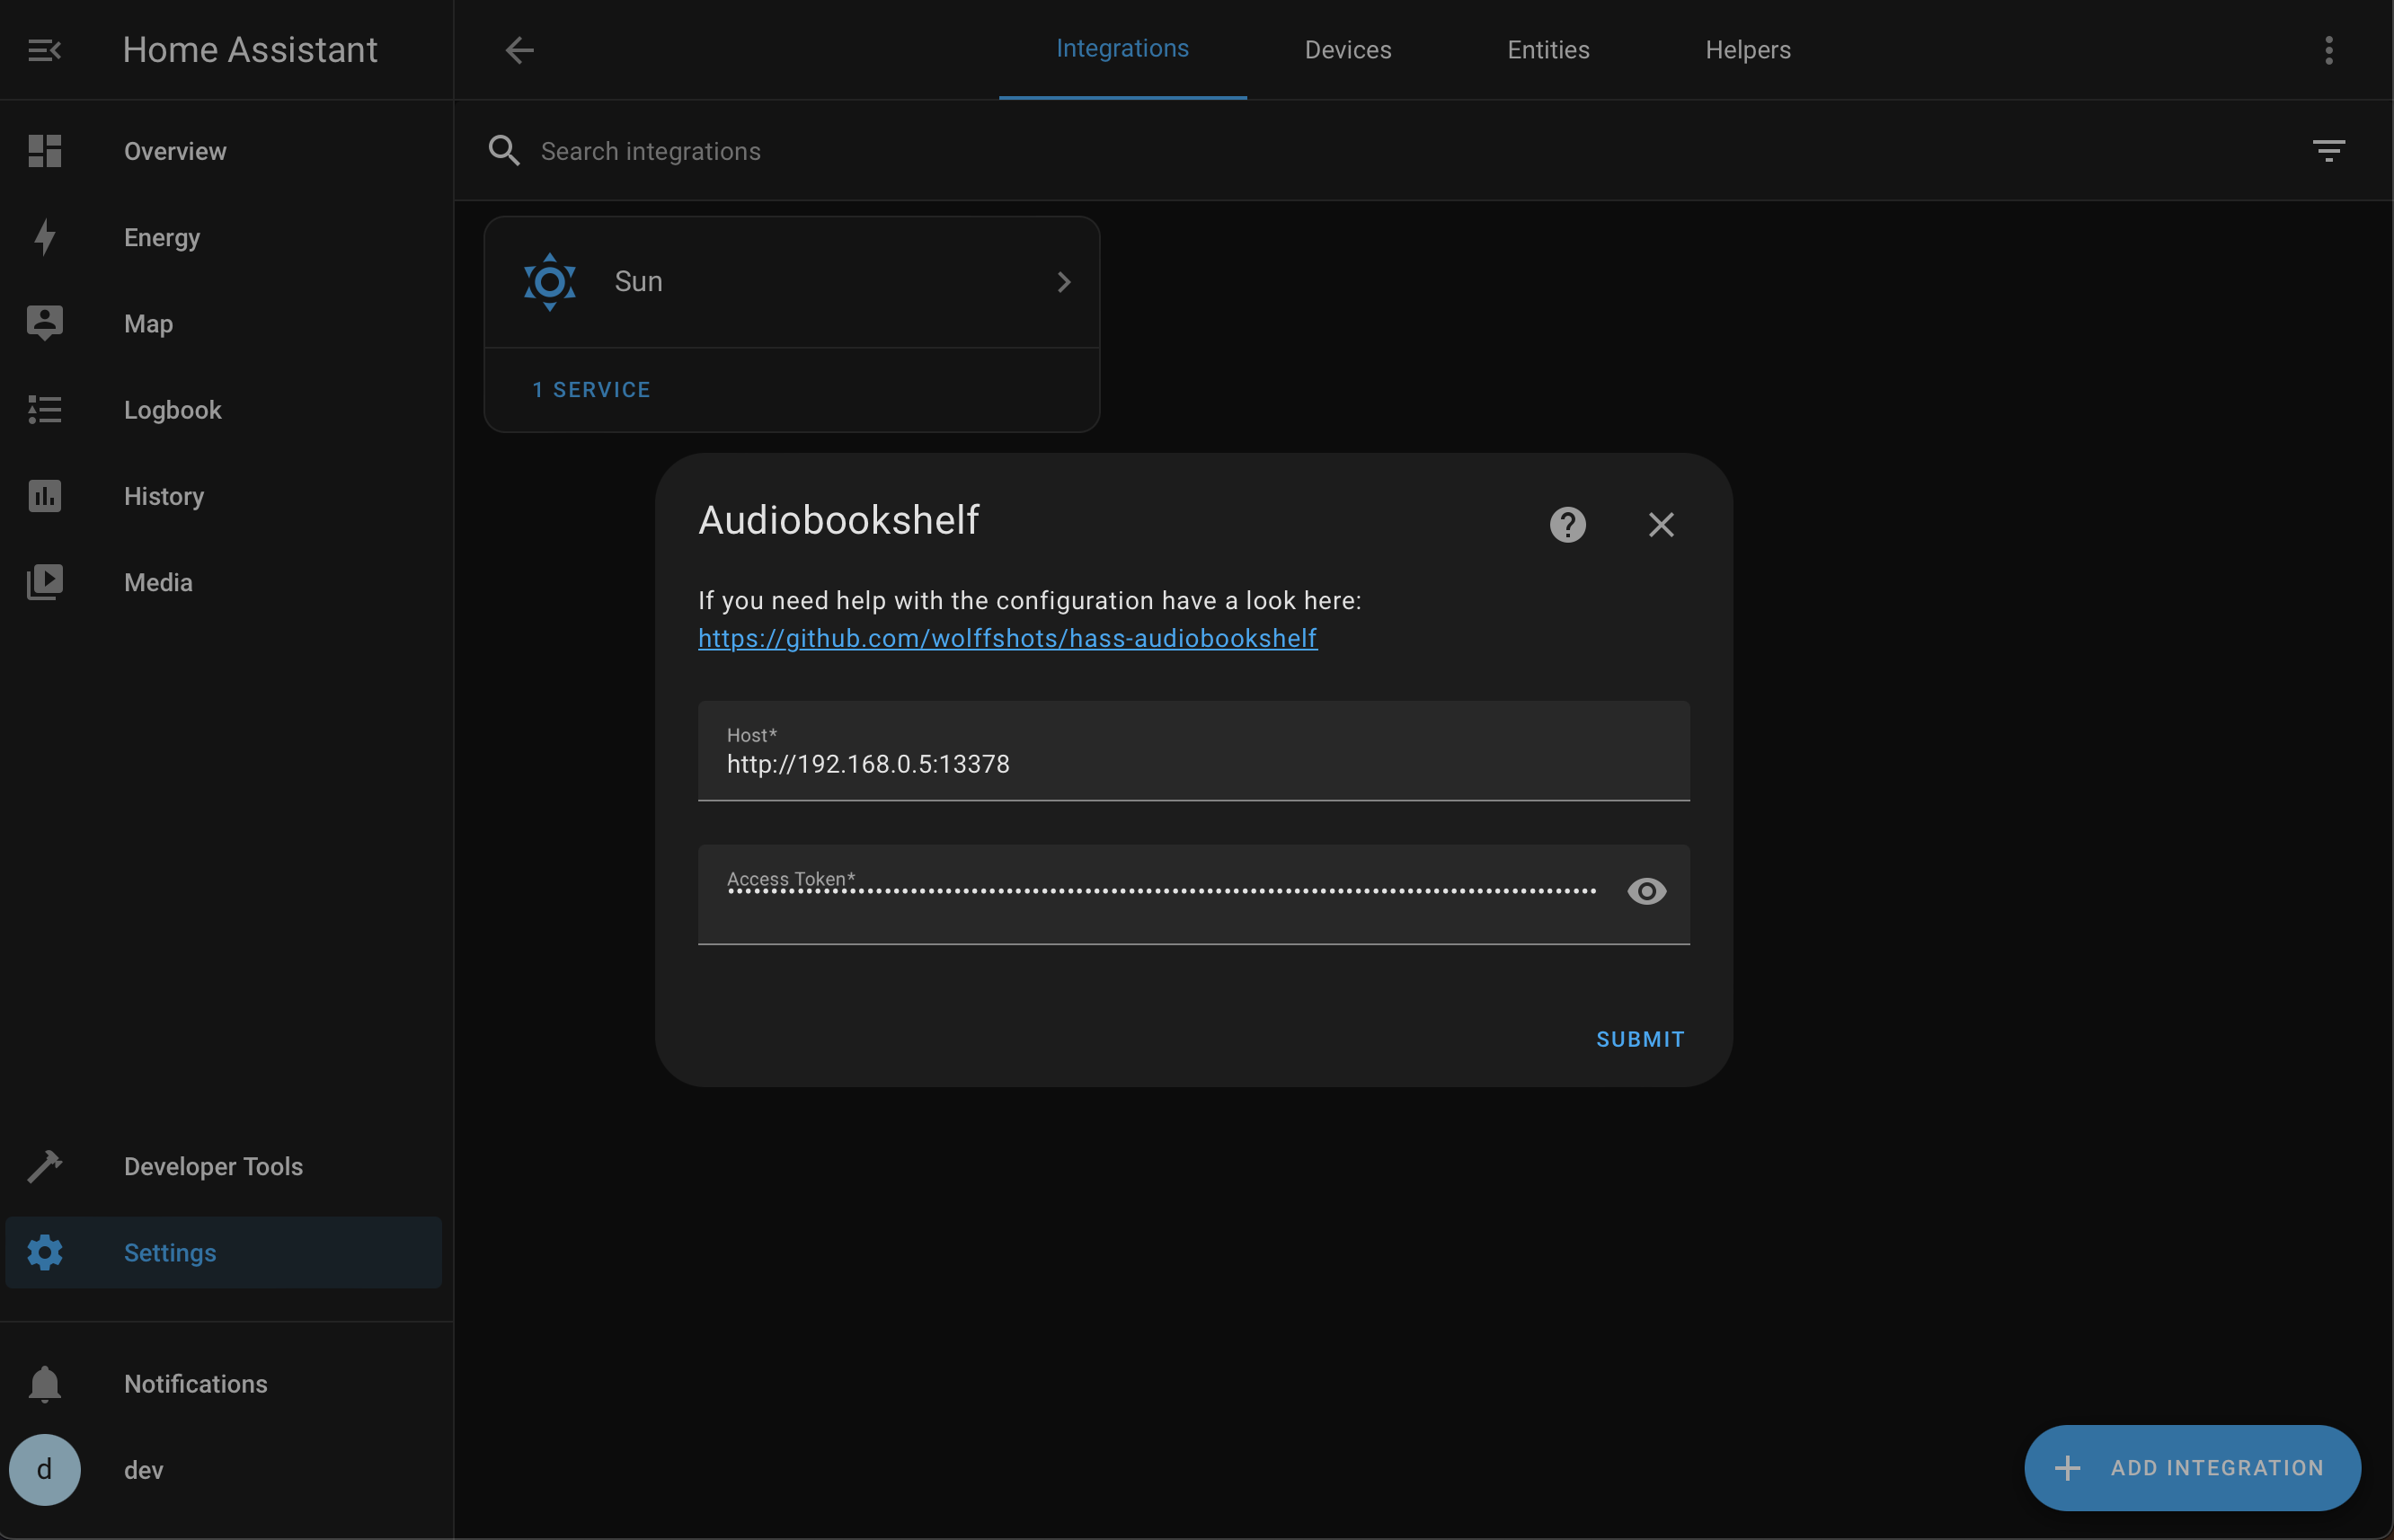 Home Assistant
Overview
Energy
Map
Logbook
History
Media
Developer Tools
Settings
Notifications
d
dev
Integrations
Devices
Entities
Helpers
Search integrations
Sun
1 SERVICE
Audiobookshelf
If you need help with the configuration have a look here:
https://github.com/wolffshots/hass-audiobookshelf
Host*
http://192.168.0.5:13378
Access Token*
SUBMIT
ADD INTEGRATION